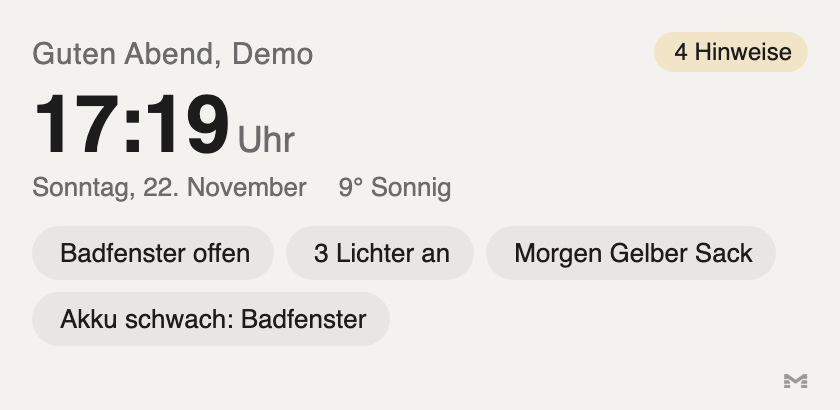 Guten Abend, Demo
4 Hinweise
17:19 Uhr
Sonntag, 22. November 9° Sonnig
Badfenster offen
3 Lichter an
Morgen Gelber Sack
Akku schwach: Badfenster